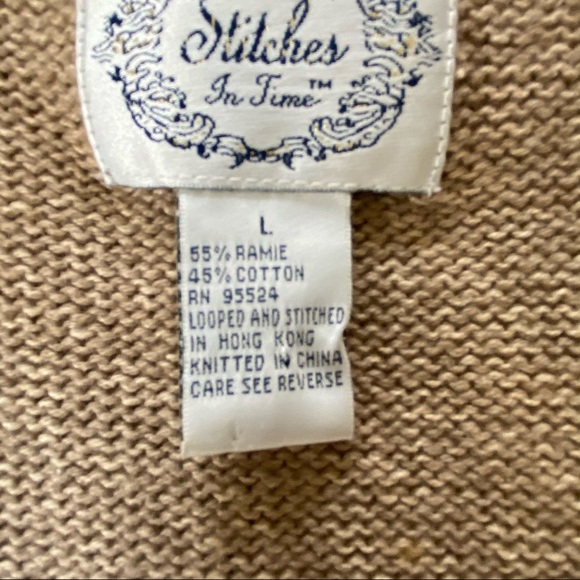 Stitches
In Time™
L
55% RAMIE
45% COTTON
RN 95524
LOOPED AND STITCHED
IN HONG KONG
KNITTED IN CHINA
CARE SEE REVERSE